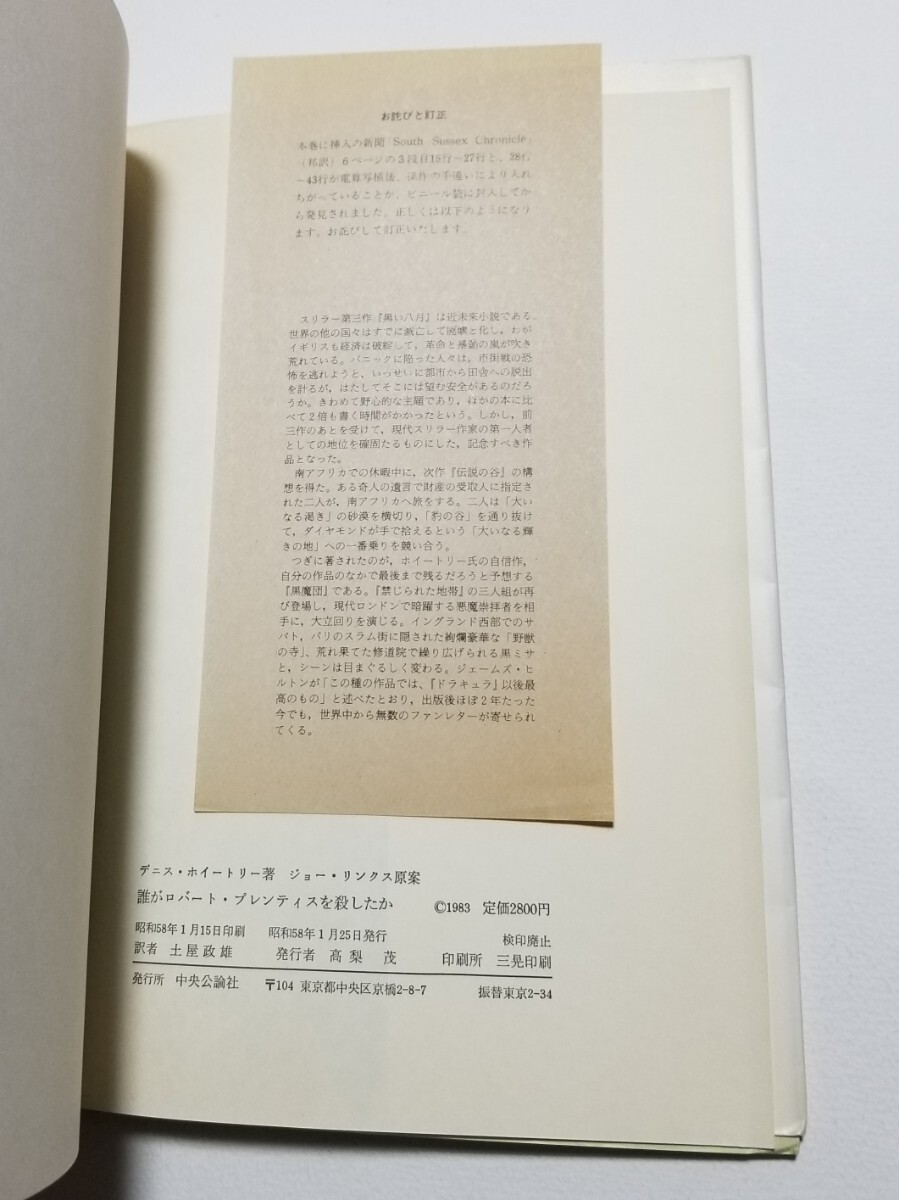 お詫びと訂正
本巻に挿入の新聞「South Sussex Chronicle」
（邦訳）6ページの3段目15行〜27行と、28行
〜43行が電算写植後、操作の手違いにより入れ
ちがっていることが、ビニール袋に封入してか
ら発見されました。正しくは以下のようになり
ます。お詫びして訂正いたします。
スリラー第三作『黒い八月』は近未来小説である。
世界の他の国々はすでに滅亡して廃墟と化し，わが
イギリスも経済は破綻して，革命と暴動の嵐が吹き
荒れている。パニックに陥った人々は，市街戦の恐
怖を逃れようと，いっせいに都市から田舎への脱出
を計るが，はたしてそこには望む安全があるのだろ
うか。きわめて野心的な主題であり，ほかの本に比
べて2倍も書く時間がかかったという。しかし，前
三作のあとを受けて，現代スリラー作家の第一人者
としての地位を確固たるものにした，記念すべき作
品となった。
南アフリカでの休暇中に，次作『伝説の谷』の構
想を得た。ある奇人の遺言で財産の受取人に指定さ
れた二人が，南アフリカへ旅をする。二人は「大い
なる渇き」の砂漠を横切り，「豹の谷」を通り抜け
て，ダイヤモンドが手で拾えるという「大いなる輝
きの地」への一番乗りを競い合う。
つぎに著されたのが，ホイートリー氏の自信作，
自分の作品のなかで最後まで残るだろうと予想する
『黒魔団』である。『禁じられた地帯』の三人組が再
び登場し，現代ロンドンで暗躍する悪魔崇拝者を相
手に，大立回りを演じる。イングランド西部でのサ
バト，パリのスラム街に隠された絢爛豪華な「野獣
の寺」，荒れ果てた修道院で繰り広げられる黒ミサ
と，シーンは目まぐるしく変わる。ジェームズ・ヒ
ルトンが「この種の作品では，『ドラキュラ』以後最
高のもの」と述べたとおり，出版後ほぼ2年たった
今でも，世界中から無数のファンレターが寄せられ
てくる。
デニス・ホイートリー著 ジョー・リンクス原案
誰がロバート・プレンティスを殺したか ©1983 定価2800円
昭和58年1月15日印刷 昭和58年1月25日発行 検印廃止
訳者 土屋政雄 発行者 高梨 茂 印刷所 三晃印刷
発行所 中央公論社 〒104 東京都中央区京橋2-8-7 振替東京2-34